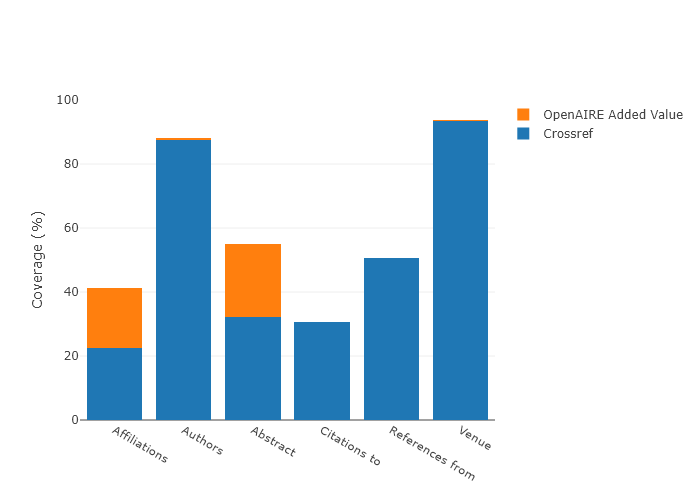 100
80
60
40
20
0
Coverage (%)
Affiliations
Authors
Abstract
Citations to
References from
Venue
OpenAIRE Added Value
Crossref